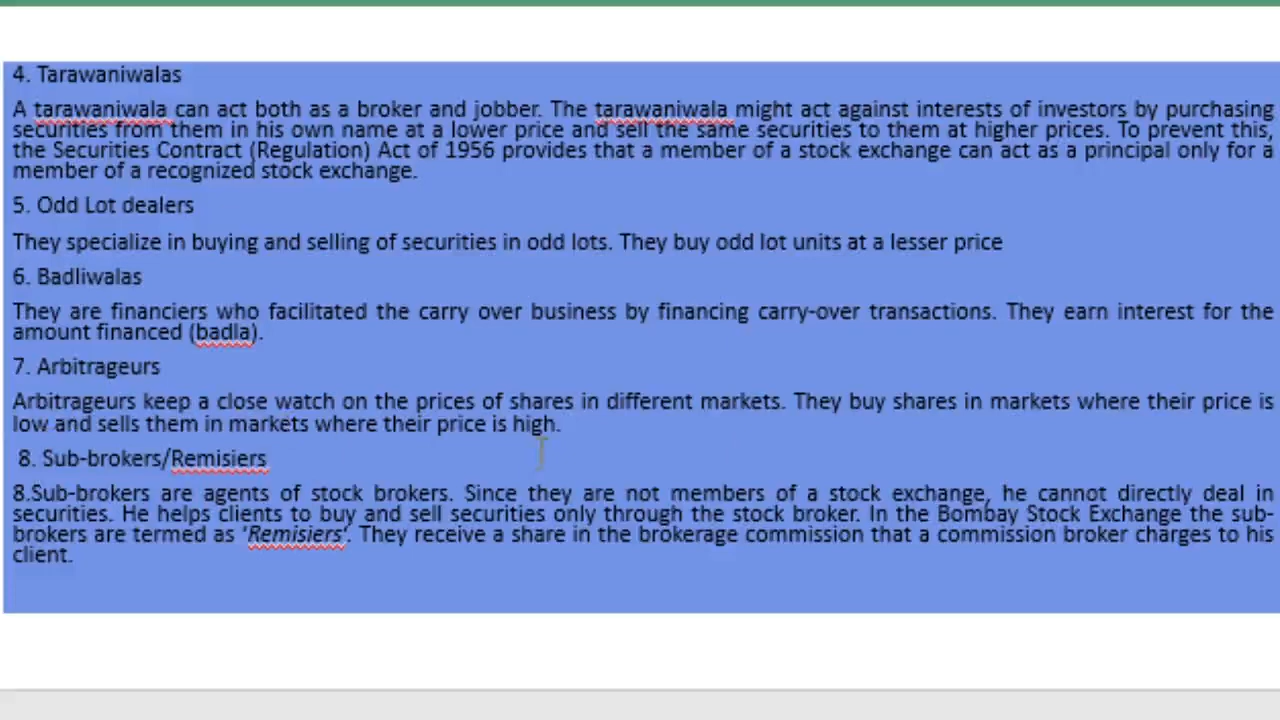 4. Tarawaniwalas
A tarawaniwala can act both as a broker and jobber. The tarawaniwala might act against interests of investors by purchasing
securities from them in his own name at a lower price and sell the same securities to them at higher prices. To prevent this,
the Securities Contract (Regulation) Act of 1956 provides that a member of a stock exchange can act as a principal only for a
member of a recognized stock exchange.
5. Odd Lot dealers
They specialize in buying and selling of securities in odd lots. They buy odd lot units at a lesser price
6. Badliwalas
They are financiers who facilitated the carry over business by financing carry-over transactions. They earn interest for the
amount financed (badla).
7. Arbitrageurs
Arbitrageurs keep a close watch on the prices of shares in different markets. They buy shares in markets where their price is
low and sells them in markets where their price is high.
8. Sub-brokers/Remisiers
8.Sub-brokers are agents of stock brokers. Since they are not members of a stock exchange, he cannot directly deal in
securities. He helps clients to buy and sell securities only through the stock broker. In the Bombay Stock Exchange the sub-
brokers are termed as 'Remisiers'. They receive a share in the brokerage commission that a commission broker charges to his
client.